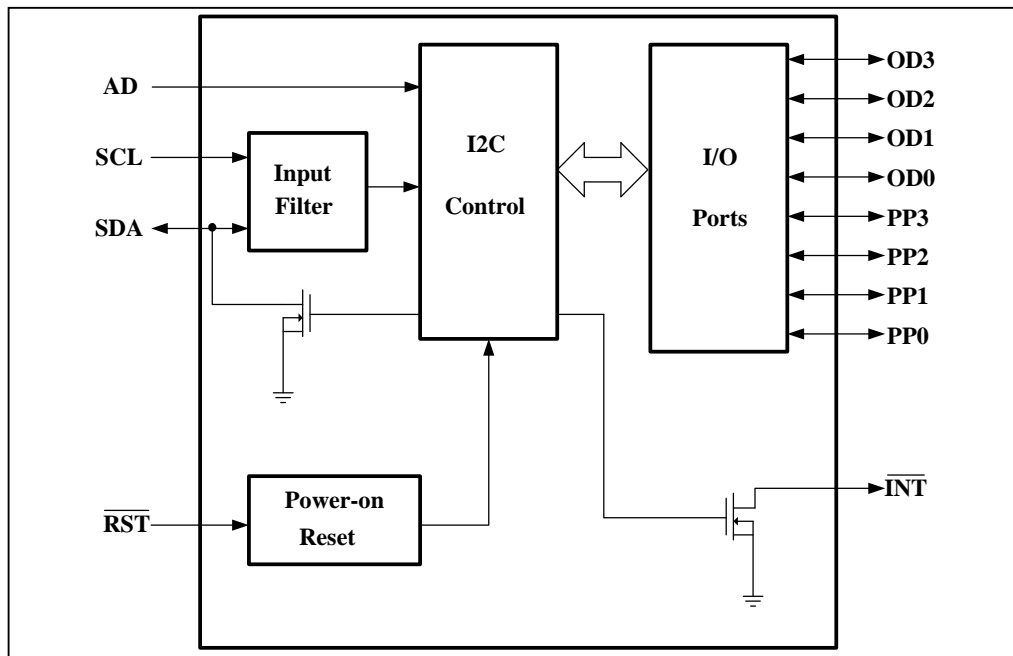 AD
SCL
SDA
RST
Input
Filter
I2C
Control
Power-on
Reset
I/O
Ports
OD3
OD2
OD1
OD0
PP3
PP2
PP1
PP0
INT